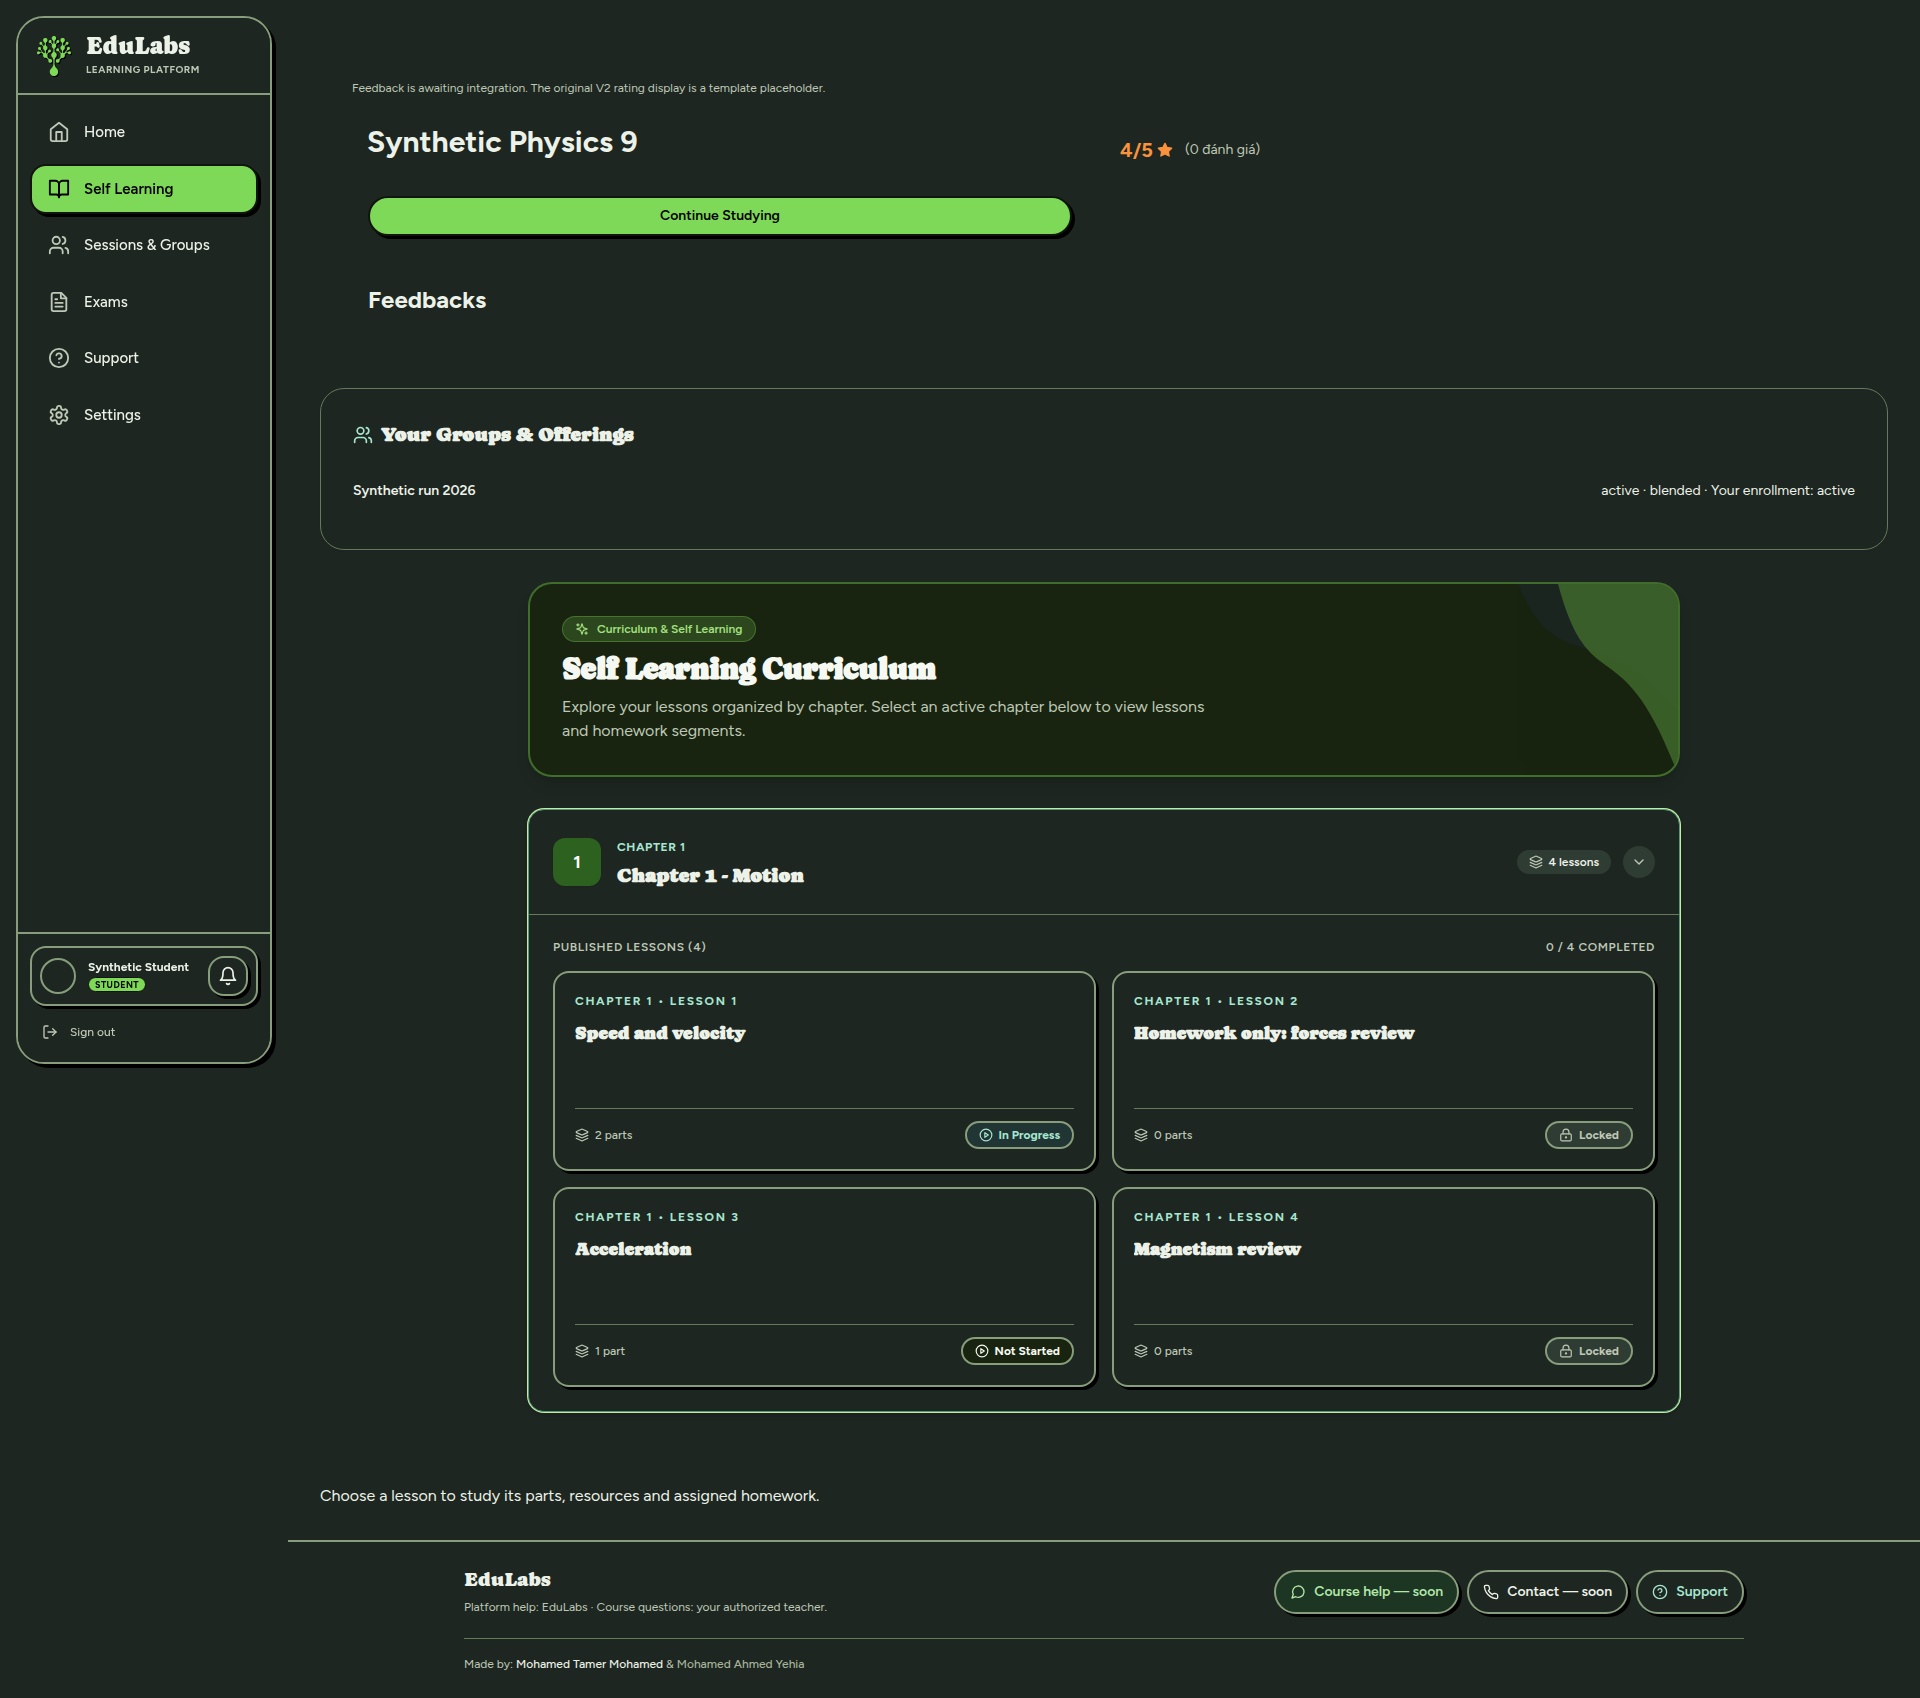 EduLabs
LEARNING PLATFORM
Home
Self Learning
Sessions & Groups
Exams
Support
Settings
Synthetic Student
STUDENT
Sign out
Feedback is awaiting integration. The original V2 rating display is a template placeholder.
Synthetic Physics 9
4/5 (0 đánh giá)
Continue Studying
Feedbacks
Your Groups & Offerings
Synthetic run 2026
active · blended · Your enrollment: active
Curriculum & Self Learning
Self Learning Curriculum
Explore your lessons organized by chapter. Select an active chapter below to view lessons
and homework segments.
1
CHAPTER 1
Chapter 1 - Motion
4 lessons
PUBLISHED LESSONS (4)
0 / 4 COMPLETED
CHAPTER 1 • LESSON 1
Speed and velocity
2 parts
In Progress
CHAPTER 1 • LESSON 2
Homework only: forces review
0 parts
Locked
CHAPTER 1 • LESSON 3
Acceleration
1 part
Not Started
CHAPTER 1 • LESSON 4
Magnetism review
0 parts
Locked
Choose a lesson to study its parts, resources and assigned homework.
EduLabs
Platform help: EduLabs · Course questions: your authorized teacher.
Course help — soon
Contact — soon
Support
Made by: Mohamed Tamer Mohamed & Mohamed Ahmed Yehia